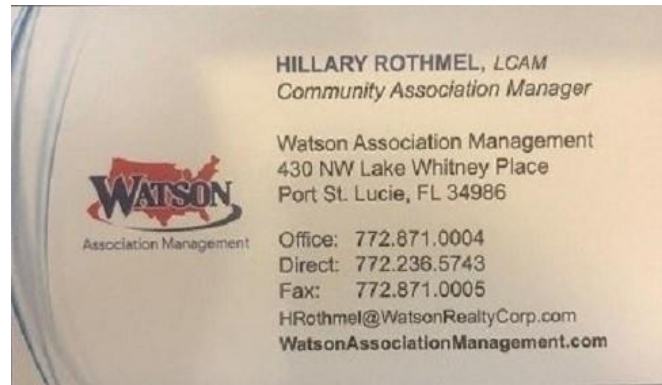 HILLARY ROTHMEL, LCAM
Community Association Manager
WATSON
Association Management
Watson Association Management
430 NW Lake Whitney Place
Port St. Lucie, FL 34986
Office: 772.871.0004
Direct: 772.236.5743
Fax: 772.871.0005
HRothmel@WatsonRealtyCorp.com
WatsonAssociationManagement.com